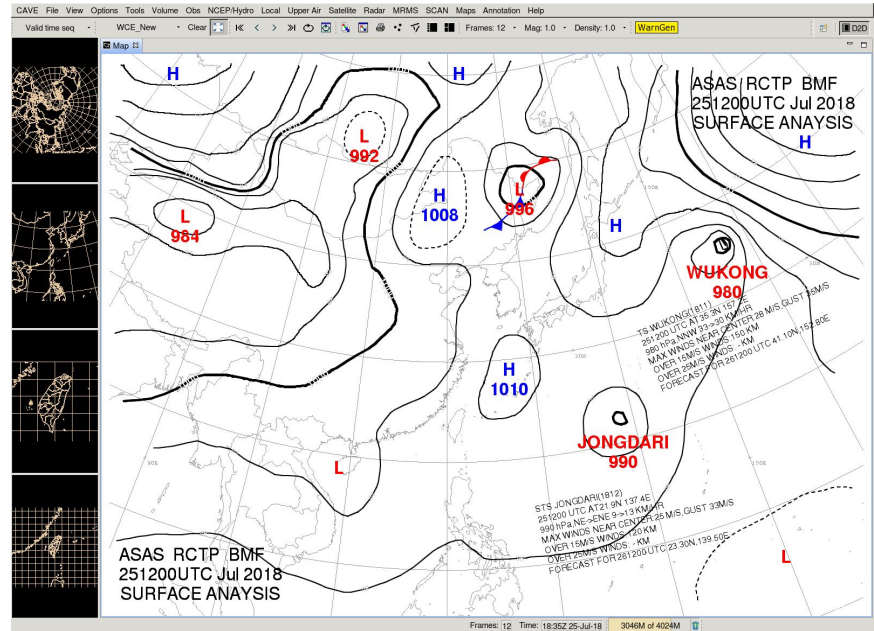 CAVE File View Options Tools Volume Obs NCEP/Hydro Local Upper Air Satellite Radar MRMS SCAN Maps Annotation Help
Valid time seq WCE_New Clear Frames: 12 Mag: 1.0 Density: 1.0 WarnGen D2D
Map
H
H
ASAS RCTP BMF
251200UTC Jul 2018
SURFACE ANAYSIS
L
992
H
H
1008
L
996
L
984
H
WUKONG
980
TS WUKONG(1811)
251200 UTC AT
980 hPa, NNW 33->30 KM/HR
MAX WINDS NEAR CENTER 28 M/S,GUST 35M/S
OVER 15M/S WINDS 150 KM
OVER 25M/S WINDS - KM
FORECAST FOR 261200 UTC 41.10N,152.80E
H
1010
JONGDARI
990
L
STS JONGDARI(1812)
251200 UTC AT21.9N 137.4E
990 hPa,NE->ENE 9->13 KM/HR
MAX WINDS NEAR CENTER 25 M/S,GUST 33M/S
OVER 15M/S WINDS 120 KM
OVER 25M/S WINDS - KM
FORECAST FOR 261200 UTC 23.30N,139.50E
L
ASAS RCTP BMF
251200UTC Jul 2018
SURFACE ANAYSIS
Frames: 12 Time: 18:35Z 25-Jul-18 3046M of 4024M